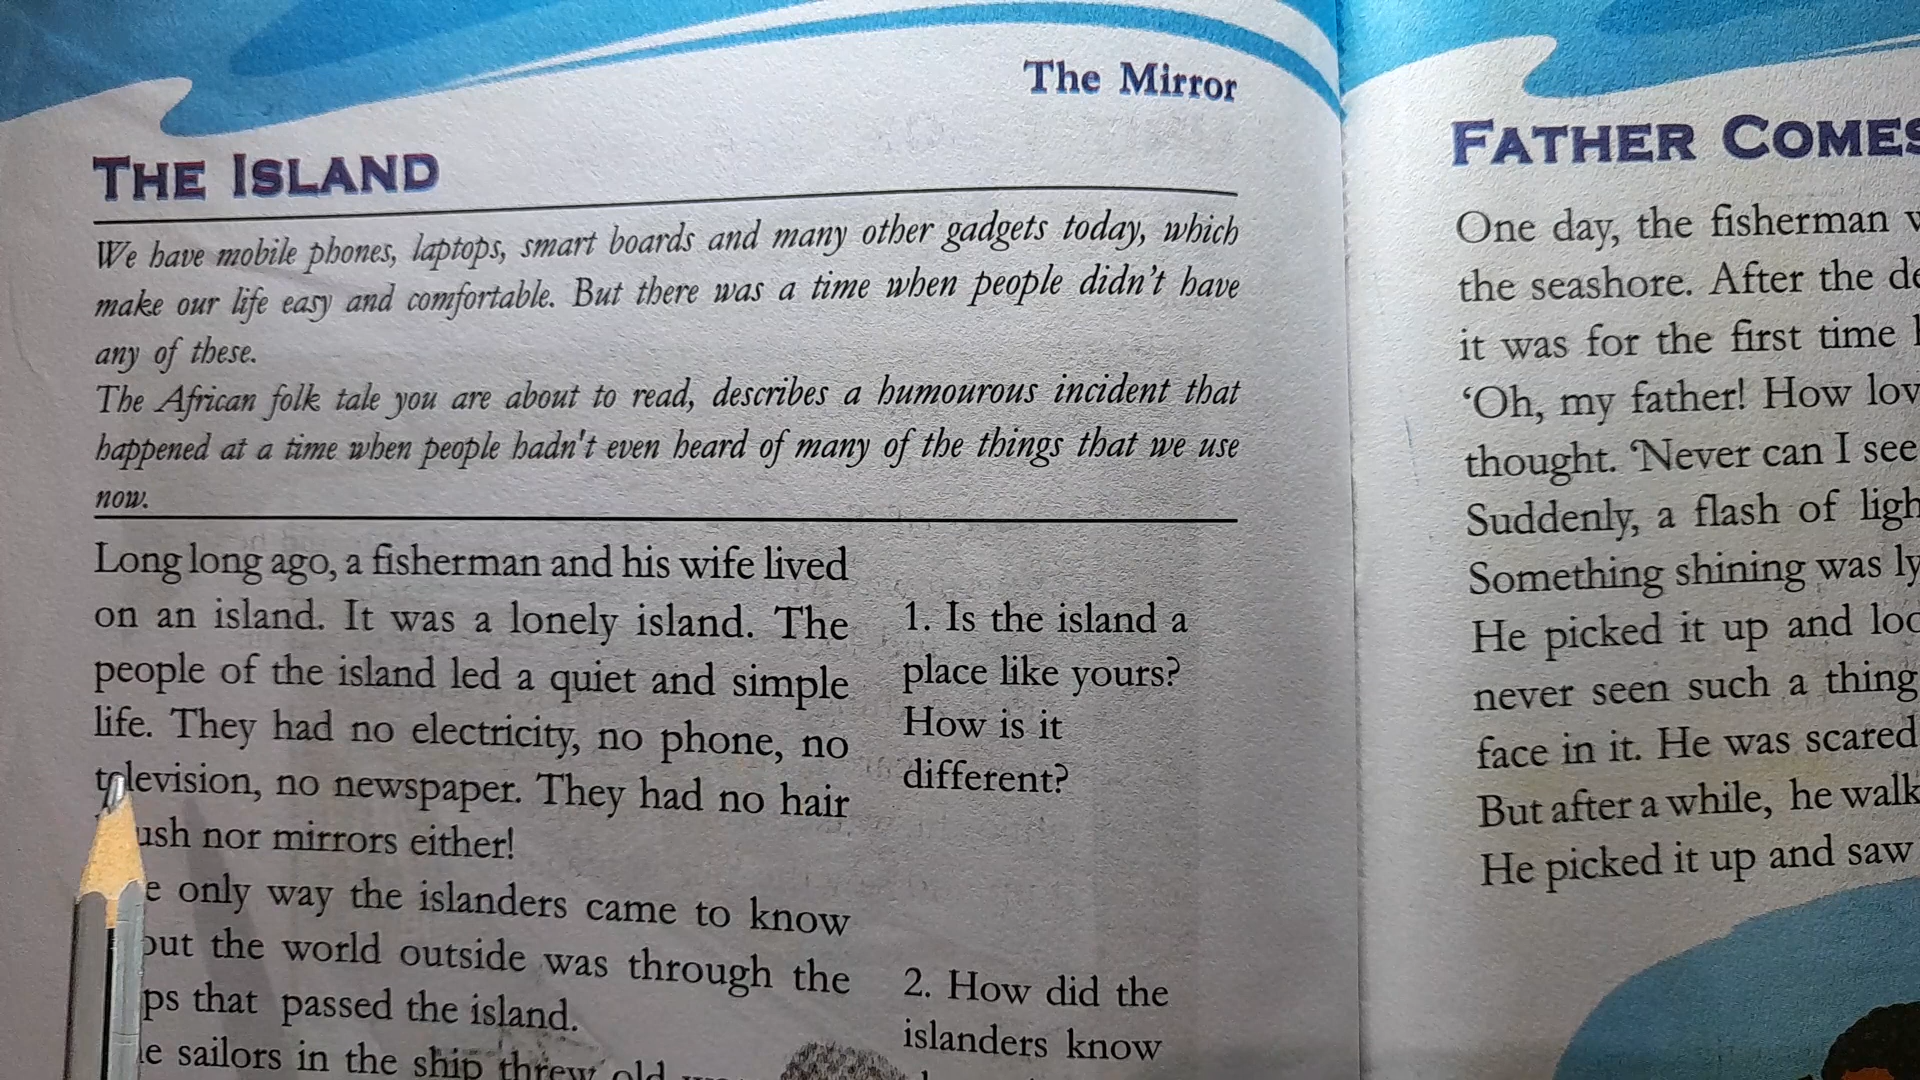 The Mirror
THE ISLAND
We have mobile phones, laptops, smart boards and many other gadgets today, which
make our life easy and comfortable. But there was a time when people didn't have
any of these.
The African folk tale you are about to read, describes a humourous incident that
happened at a time when people hadn't even heard of many of the things that we use
now.
Long long ago, a fisherman and his wife lived
on an island. It was a lonely island. The
people of the island led a quiet and simple
life. They had no electricity, no phone, no
television, no newspaper. They had no hair
nor mirrors either!
only way the islanders came to know
the world outside was through the
that passed the island.
sailors in the ship threw old
1. Is the island a
place like yours?
How is it
different?
2. How did the
islanders know
FATHER COMES
One day, the fisherman
the seashore. After the
it was for the first time
‘Oh, my father! How
thought. ‘Never can I see
Suddenly, a flash of
Something shining was
He picked it up and
never seen such a thing
face in it. He was scared
But after a while, he
He picked it up and saw